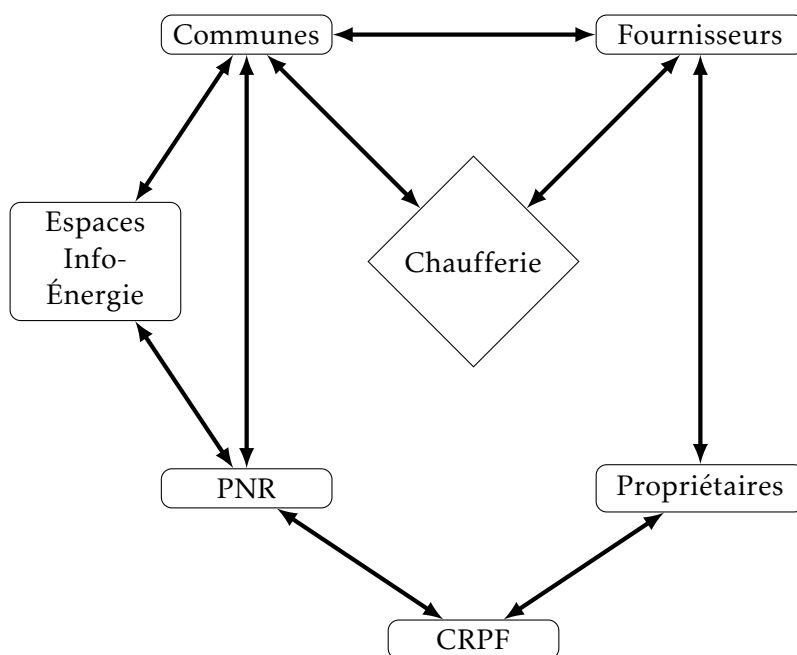 Communes
Fournisseurs
Espaces
Info-
Énergie
Chaufferie
PNR
Propriétaires
CRPF